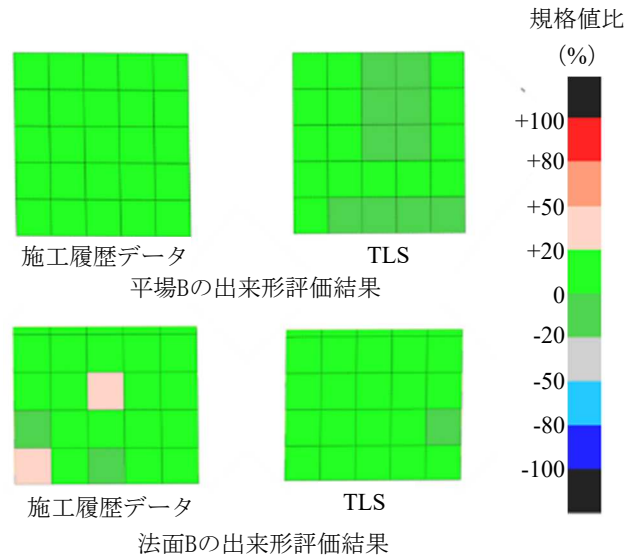 規格値比
(%)
+100
+80
+50
+20
0
-20
-50
-80
-100
施工履歴データ
TLS
平場Bの出来形評価結果
施工履歴データ
TLS
法面Bの出来形評価結果